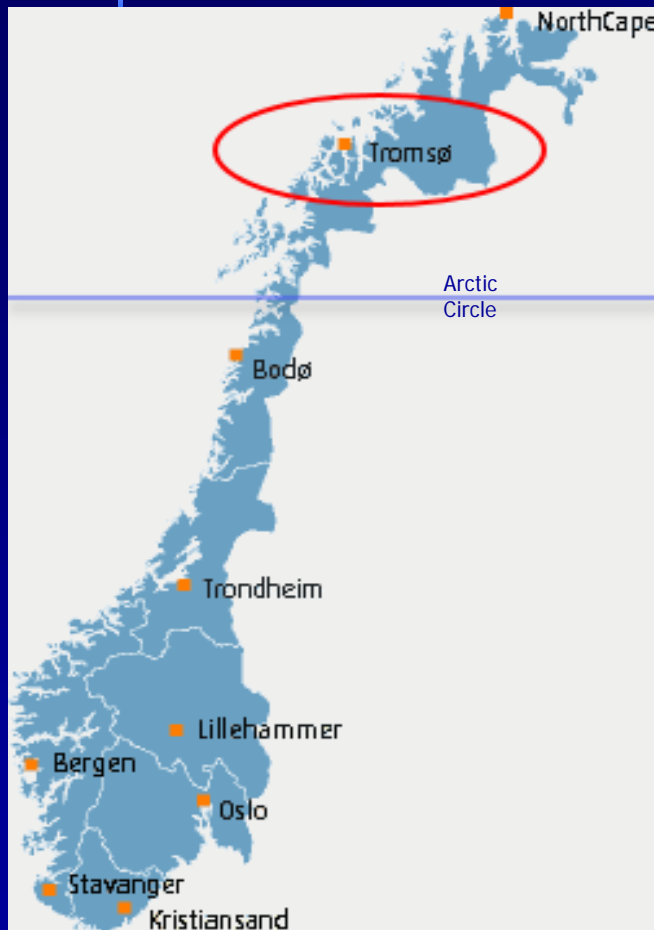 NorthCape
Tromsø
Arctic
Circle
Bodø
Trondheim
Lillehammer
Bergen
Oslo
Stavanger
Kristiansand